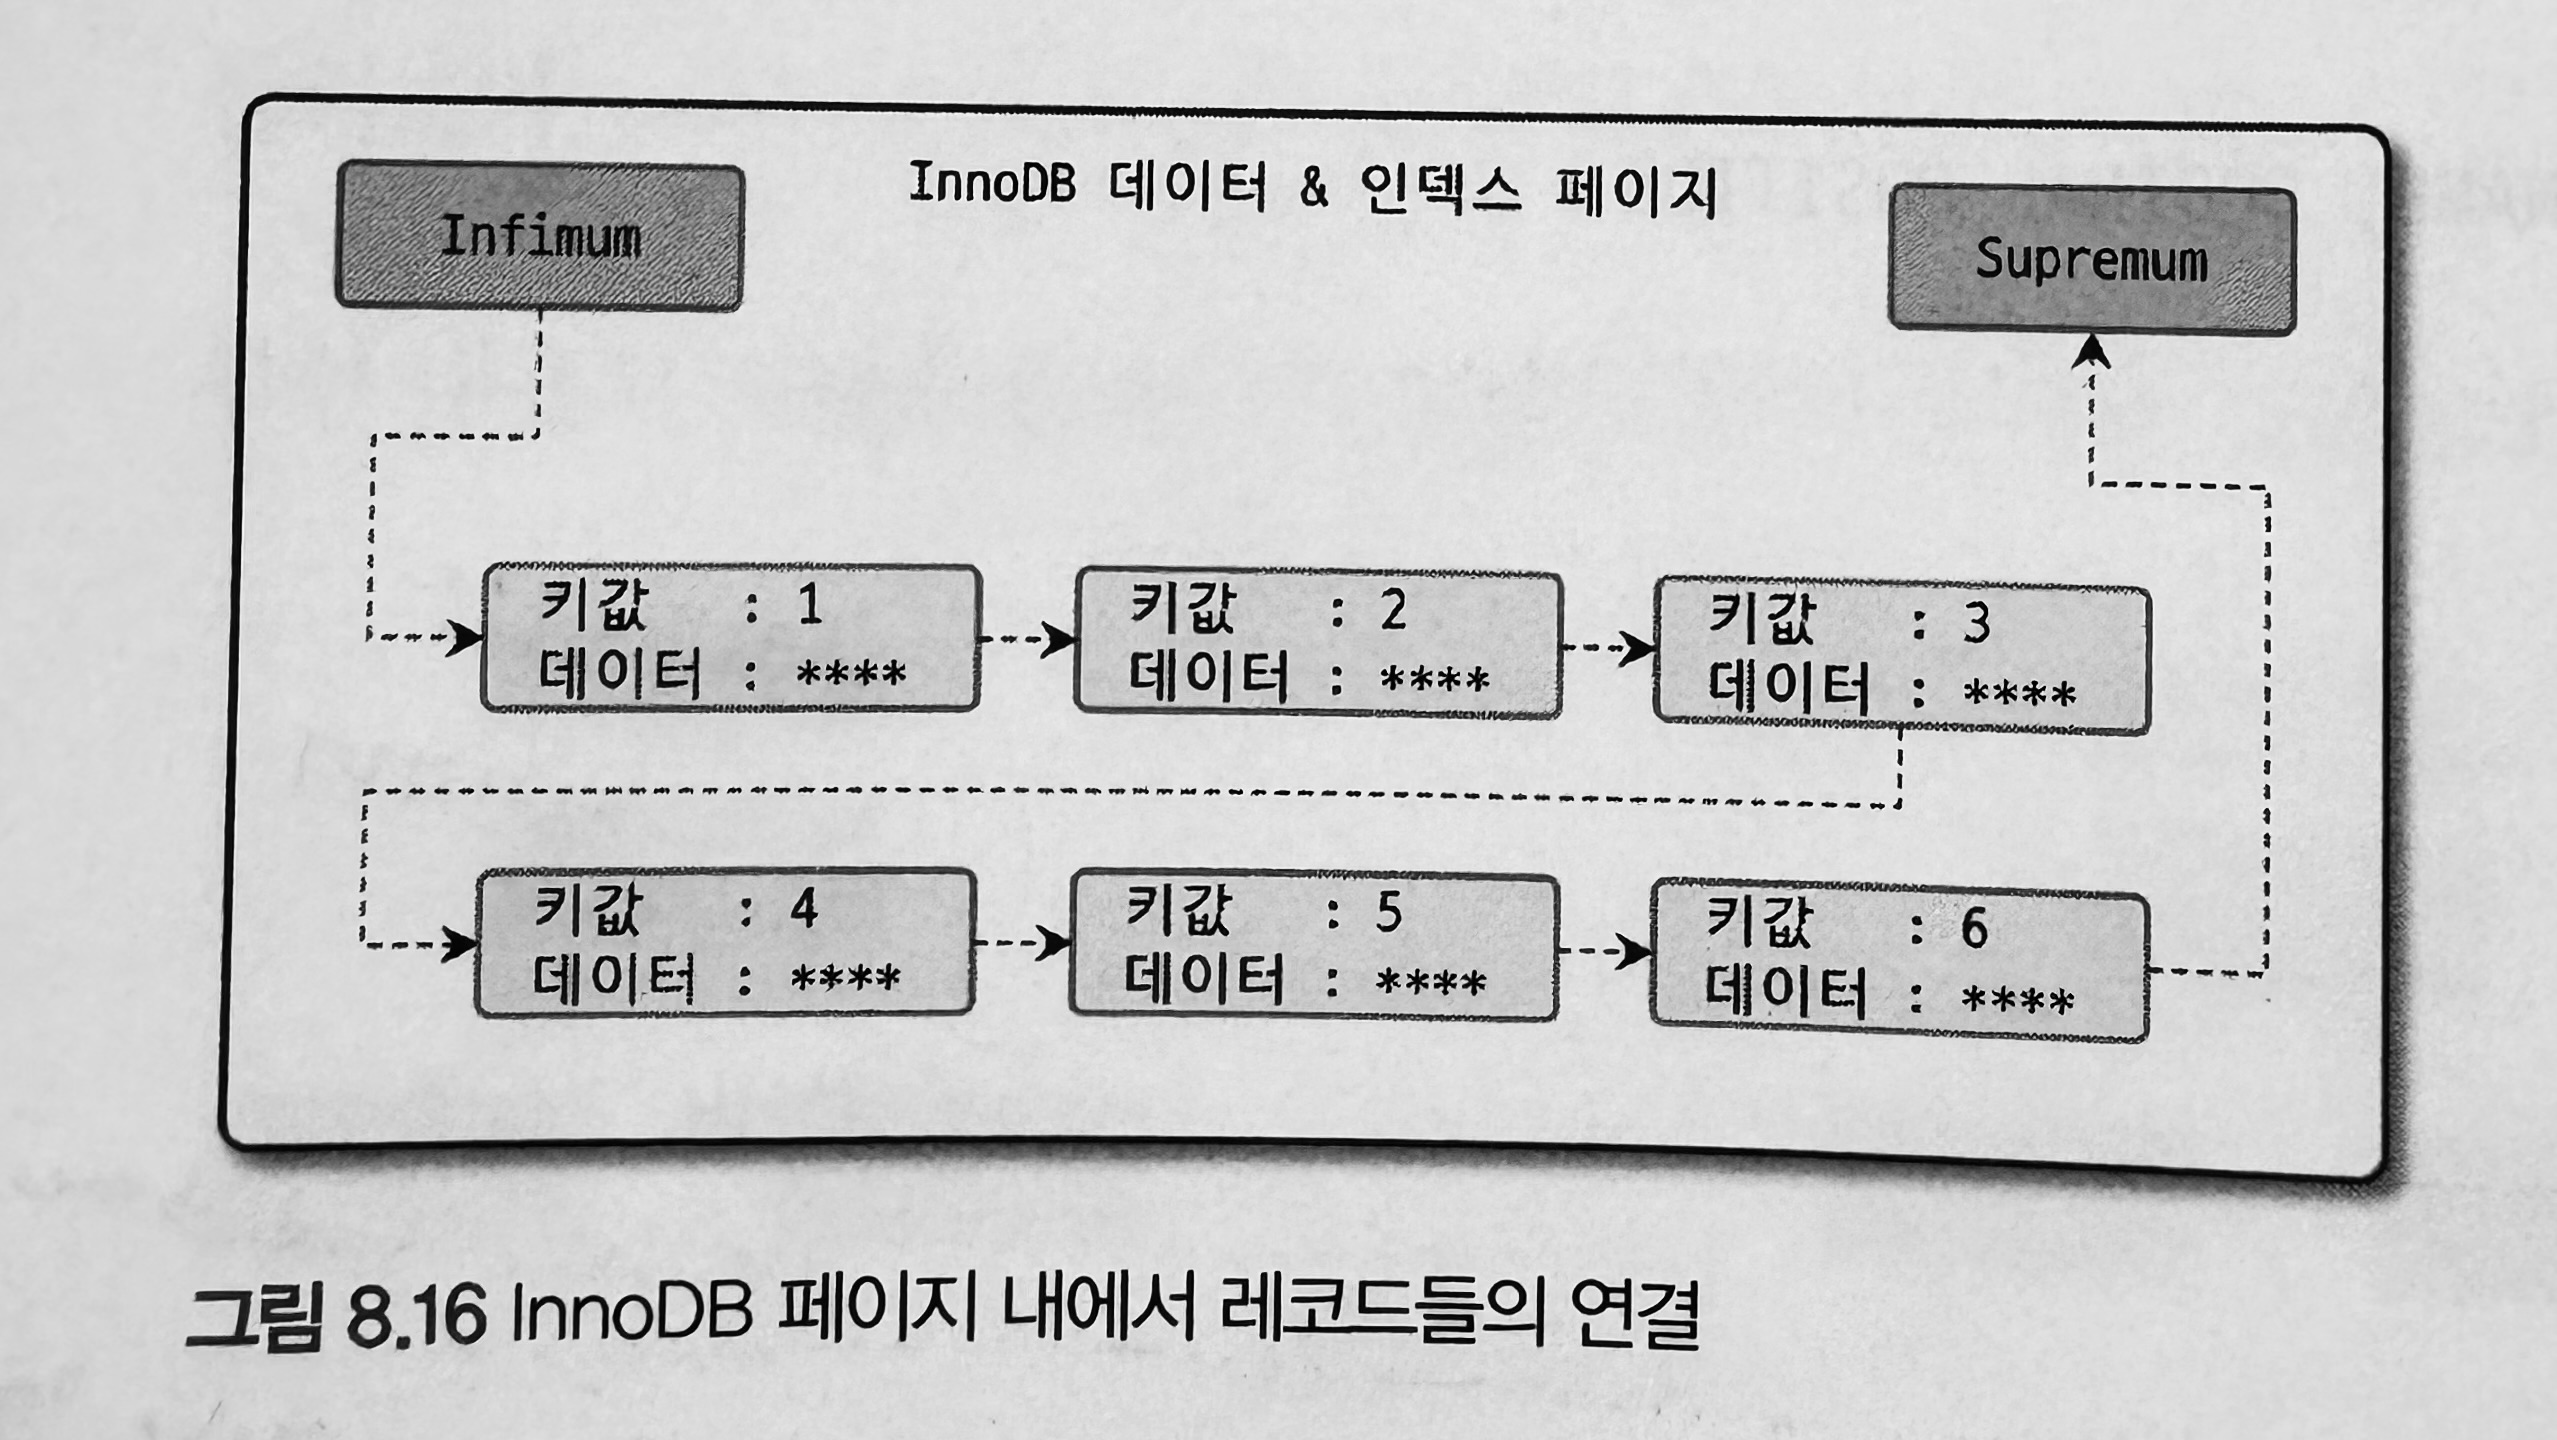 InnoDB 데이터 & 인덱스 페이지
Infimum
Supremum
키값 : 1
데이터 : ****
키값 : 2
데이터 : ****
키값 : 3
데이터 : ****
키값 : 4
데이터 : ****
키값 : 5
데이터 : ****
키값 : 6
데이터 : ****
그림 8.16 InnoDB 페이지 내에서 레코드들의 연결